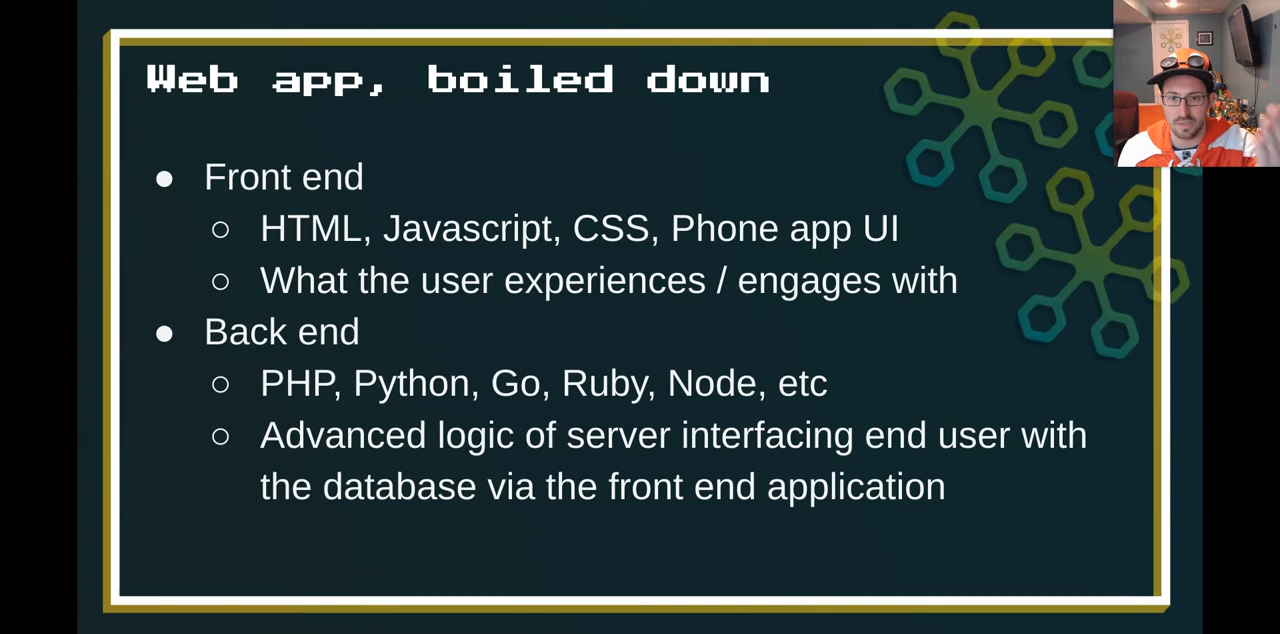 Web app, boiled down
● Front end
○ HTML, Javascript, CSS, Phone app UI
○ What the user experiences / engages with
● Back end
○ PHP, Python, Go, Ruby, Node, etc
○ Advanced logic of server interfacing end user with
the database via the front end application